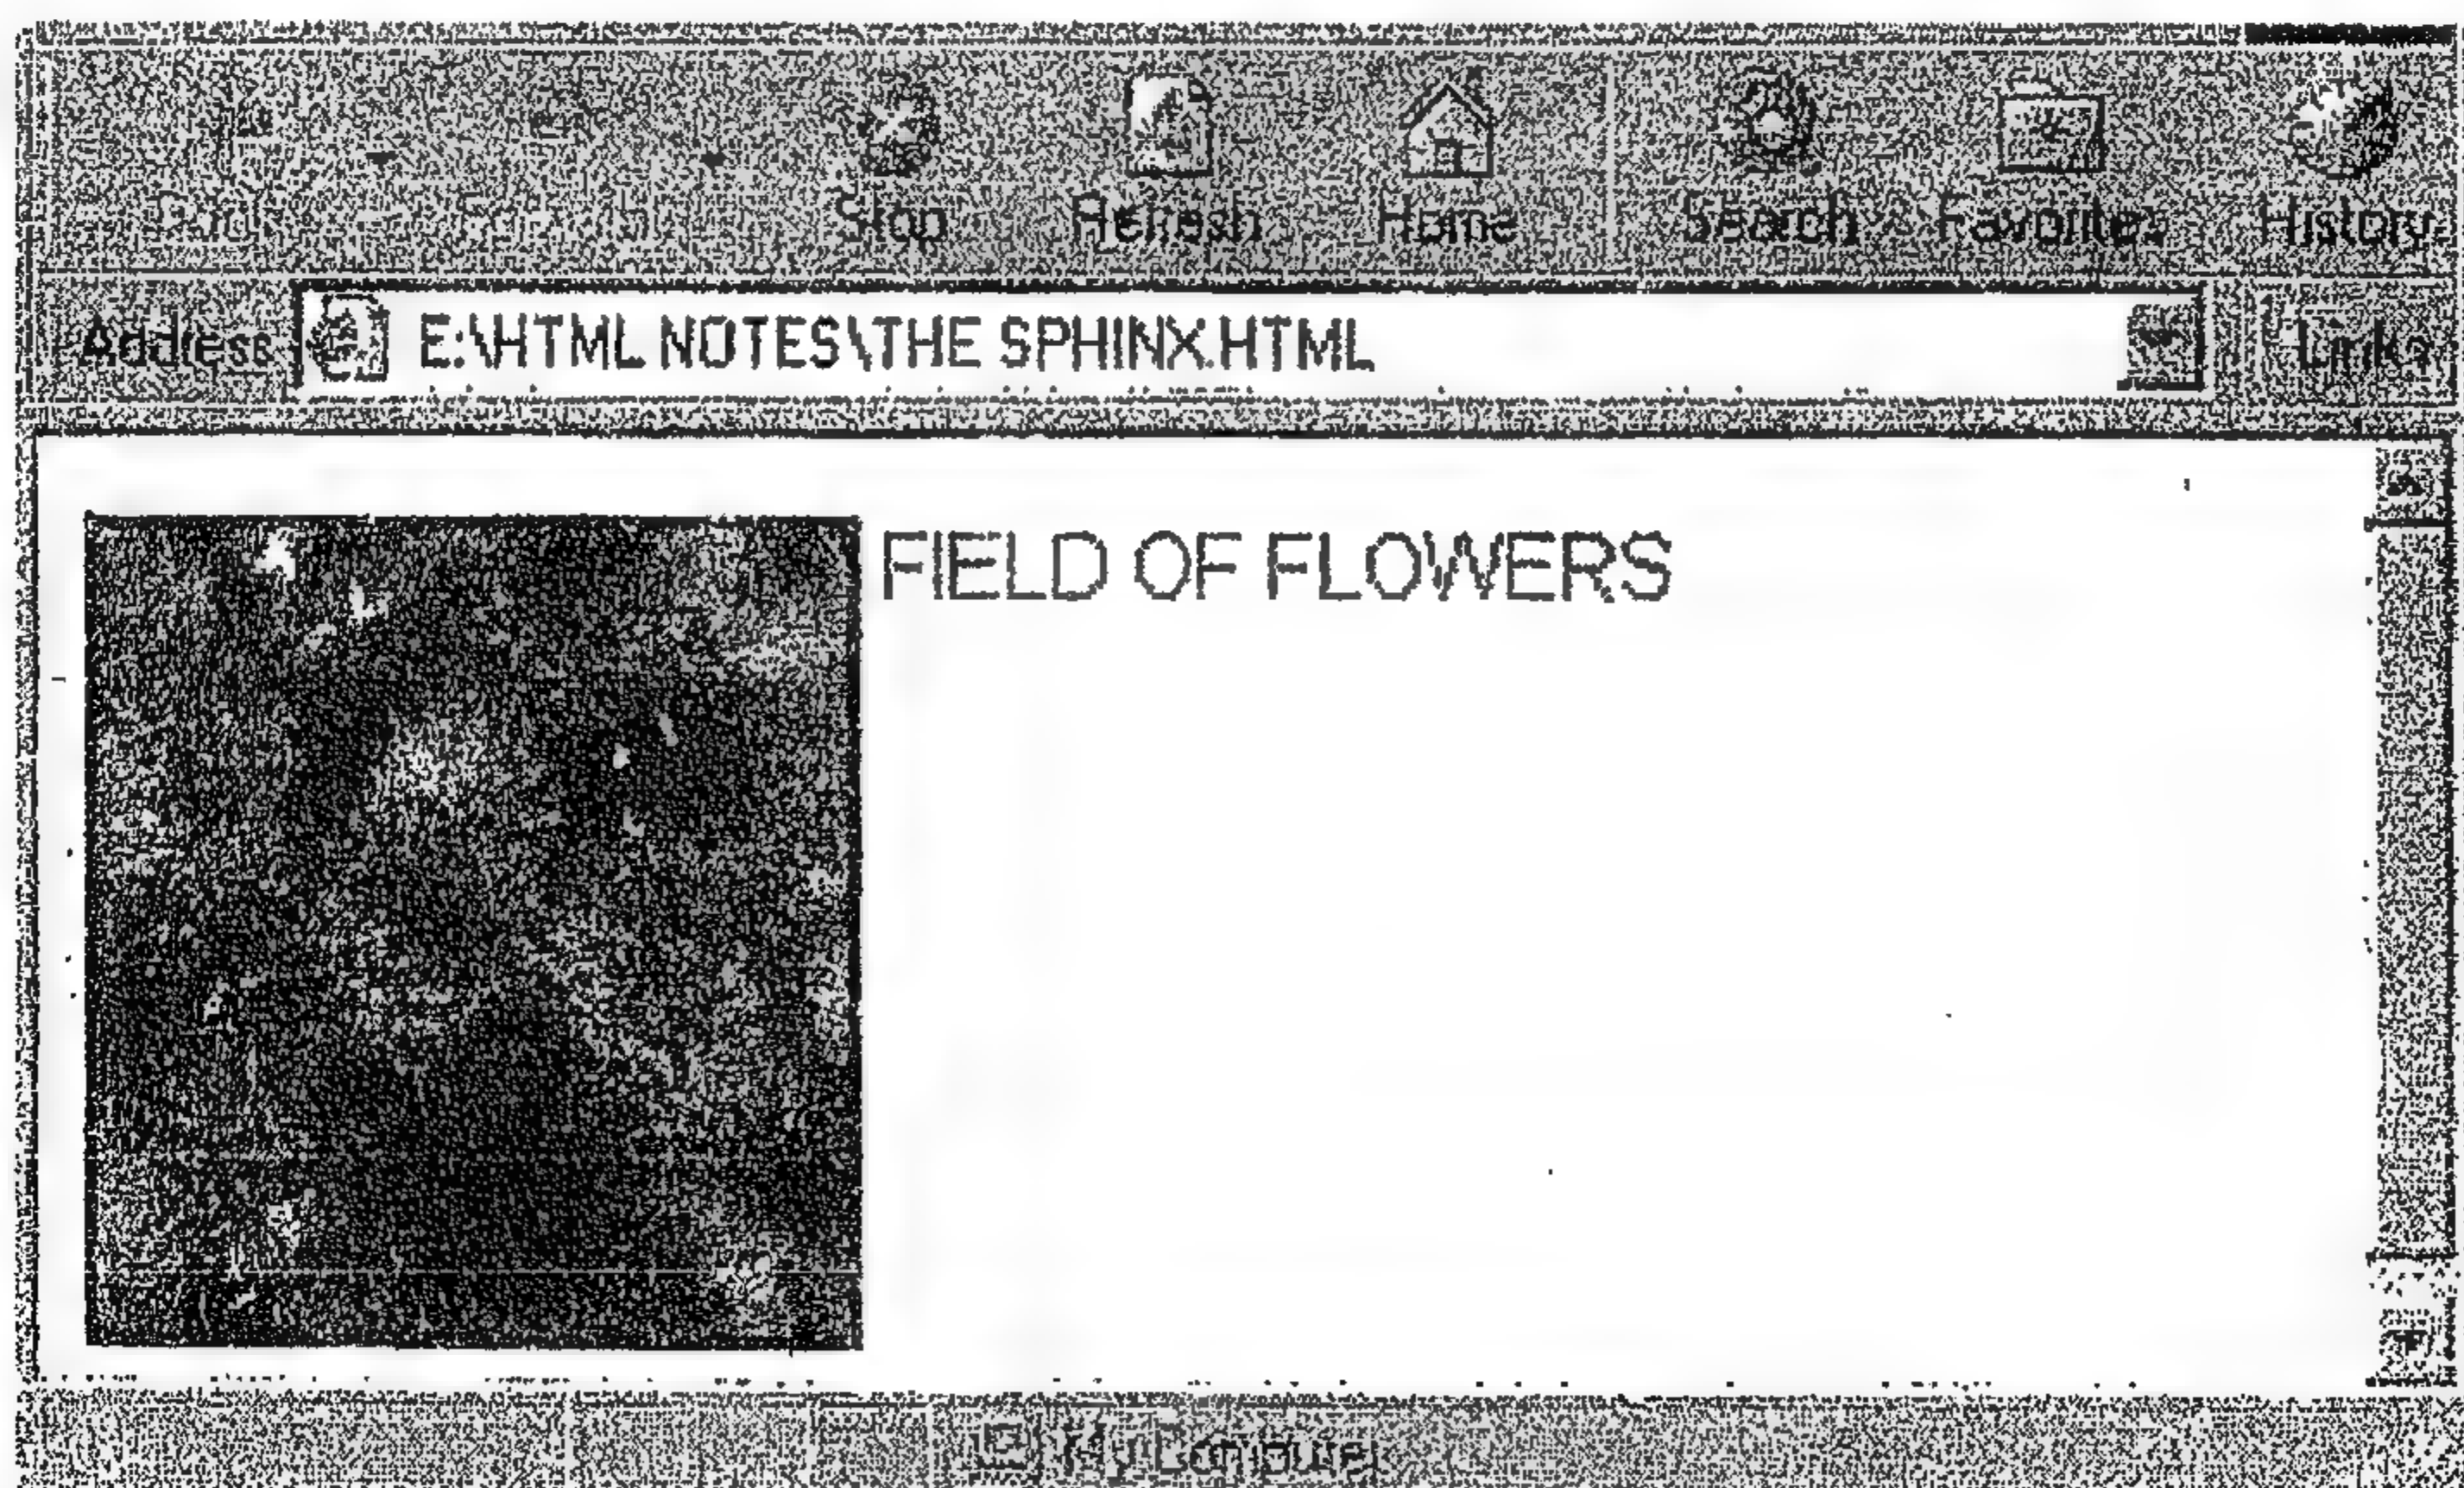 Stop Refresh Home Search Favorites History
Address E:\HTML NOTES\THE SPHINX.HTML Links
FIELD OF FLOWERS
My Computer